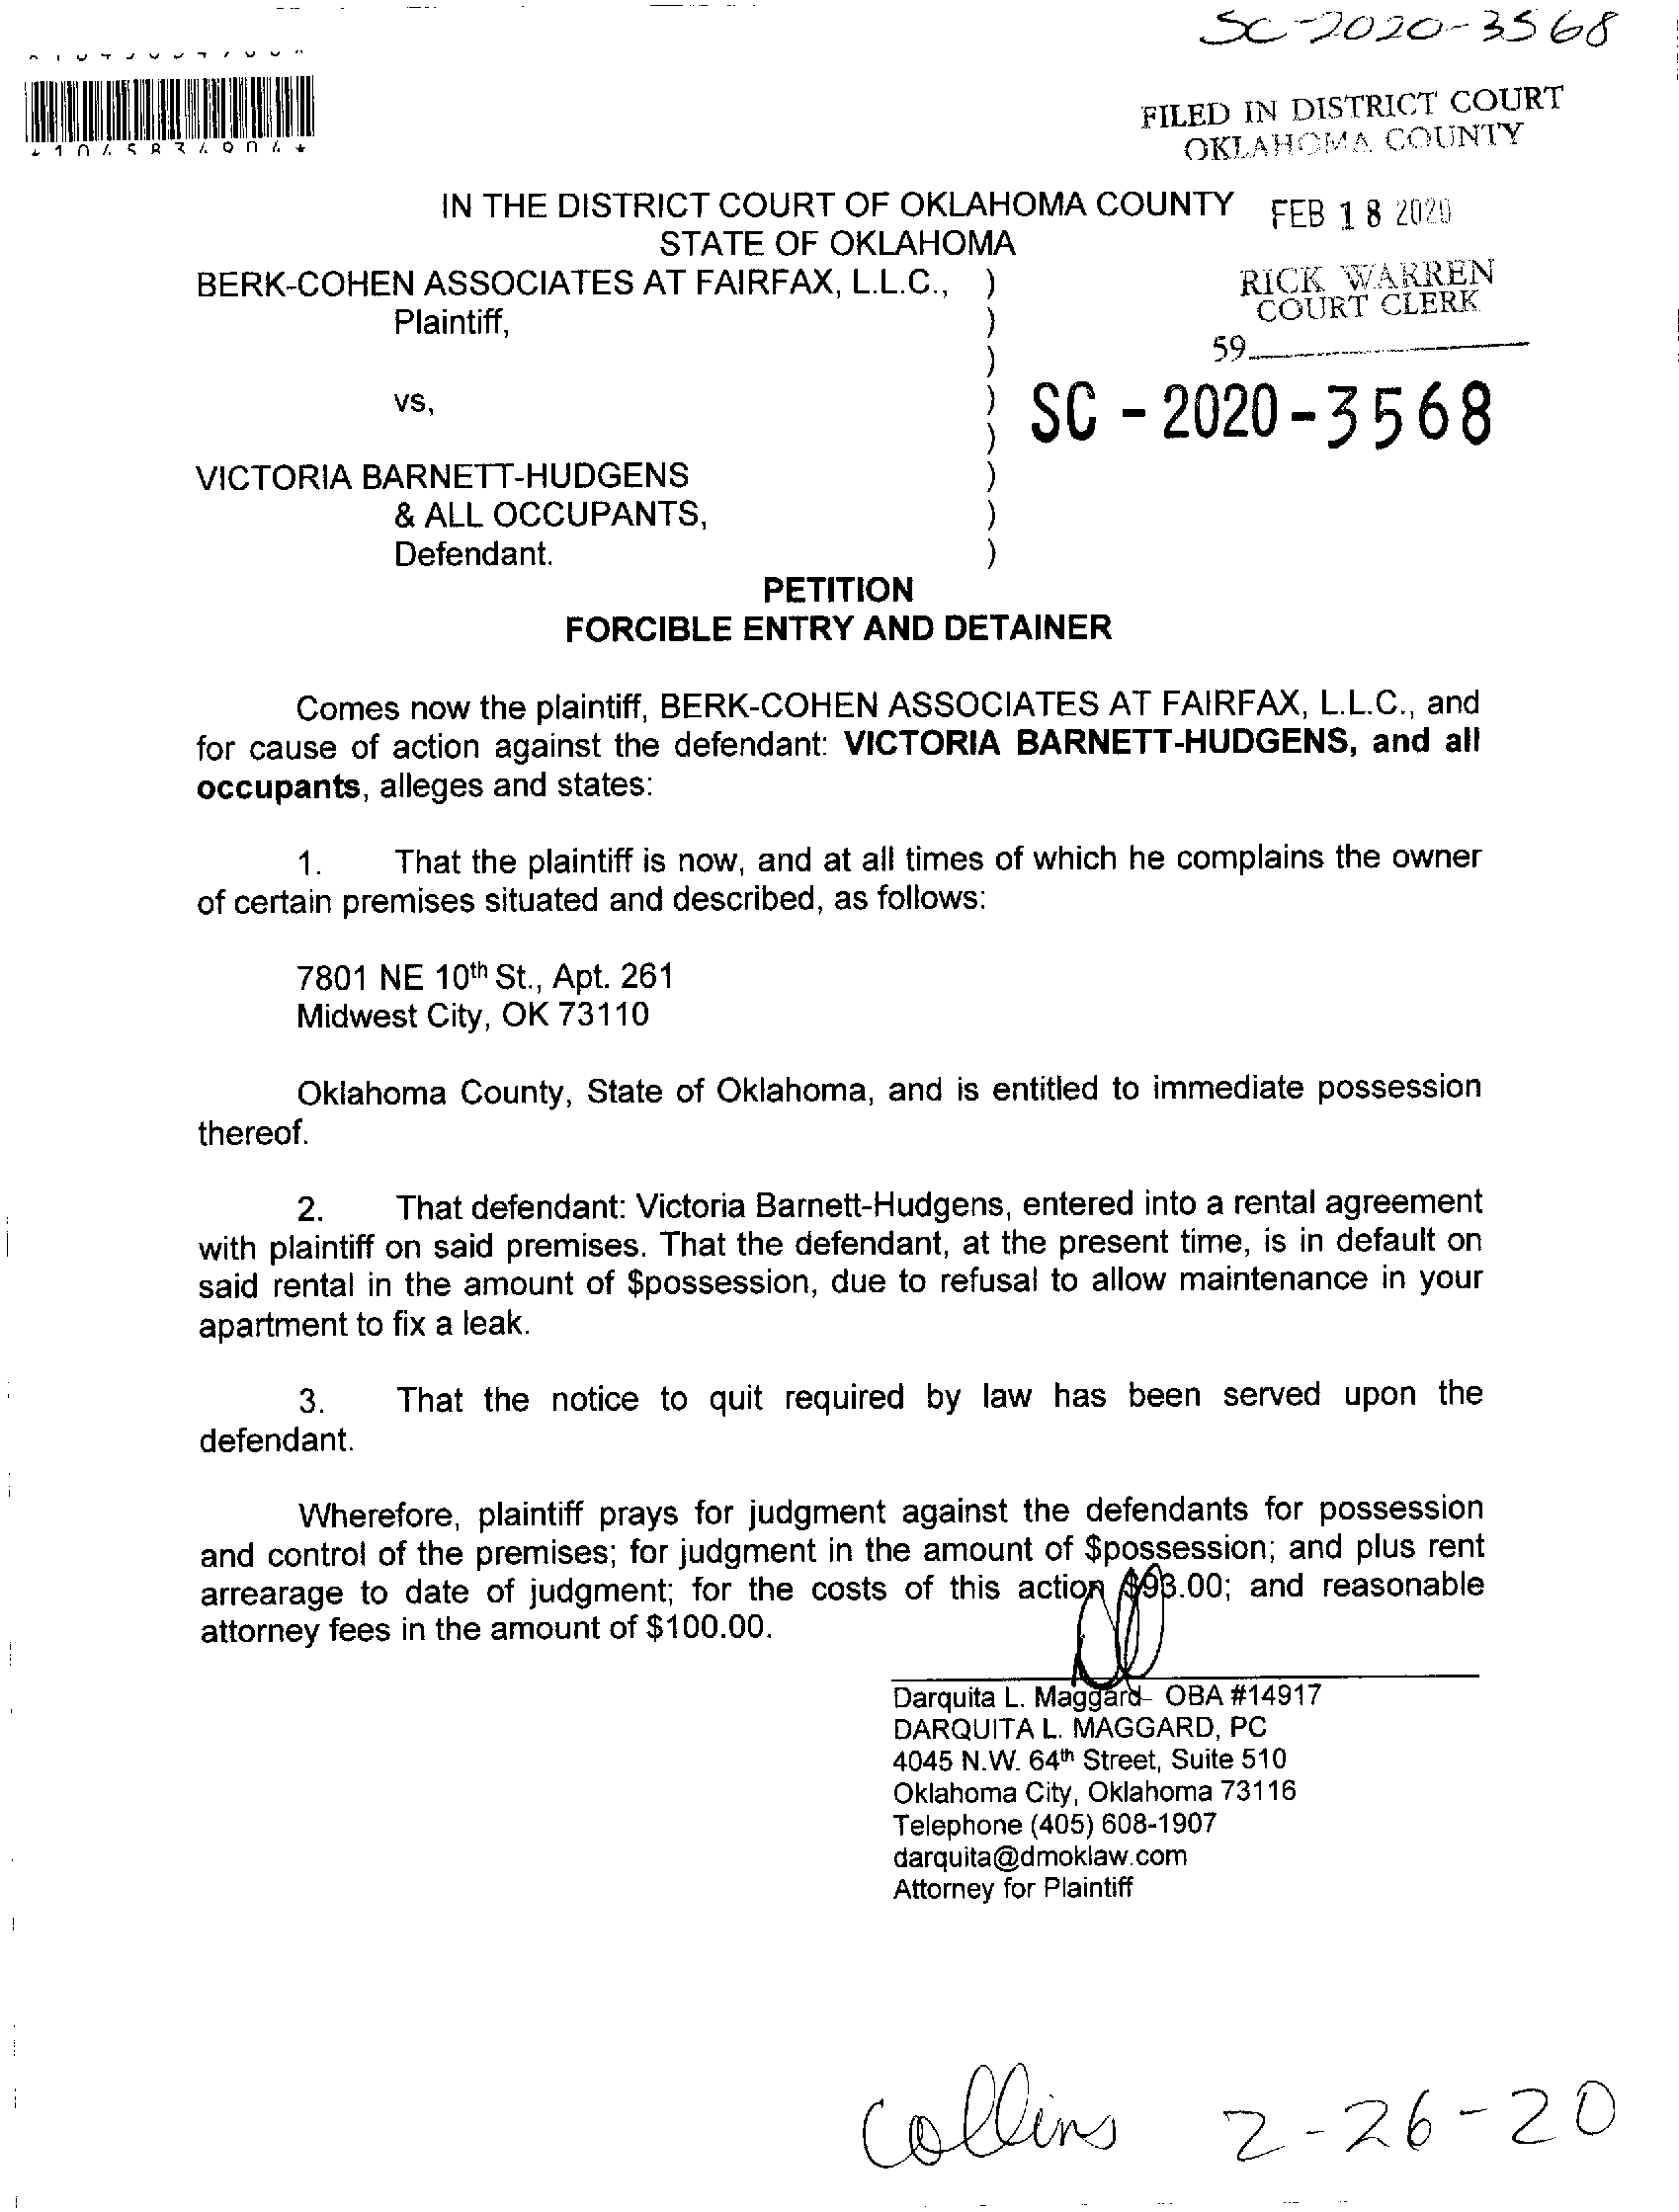 SC-2020-3568
FILED IN DISTRICT COURT
OKLAHOMA COUNTY
IN THE DISTRICT COURT OF OKLAHOMA COUNTY
FEB 18 2020
STATE OF OKLAHOMA
BERK-COHEN ASSOCIATES AT FAIRFAX, L.L.C., )
RICK WARREN
COURT CLERK
Plaintiff, )
)
59
vs, )
SC - 2020-3568
)
VICTORIA BARNETT-HUDGENS )
& ALL OCCUPANTS, )
Defendant. )
PETITION
FORCIBLE ENTRY AND DETAINER
Comes now the plaintiff, BERK-COHEN ASSOCIATES AT FAIRFAX, L.L.C., and
for cause of action against the defendant: VICTORIA BARNETT-HUDGENS, and all
occupants, alleges and states:
1. That the plaintiff is now, and at all times of which he complains the owner
of certain premises situated and described, as follows:
7801 NE 10th St., Apt. 261
Midwest City, OK 73110
Oklahoma County, State of Oklahoma, and is entitled to immediate possession
thereof.
2. That defendant: Victoria Barnett-Hudgens, entered into a rental agreement
with plaintiff on said premises. That the defendant, at the present time, is in default on
said rental in the amount of $possession, due to refusal to allow maintenance in your
apartment to fix a leak.
3. That the notice to quit required by law has been served upon the
defendant.
Wherefore, plaintiff prays for judgment against the defendants for possession
and control of the premises; for judgment in the amount of $possession; and plus rent
arrearage to date of judgment; for the costs of this action $93.00; and reasonable
attorney fees in the amount of $100.00.
Darquita L. Maggard OBA #14917
DARQUITA L. MAGGARD, PC
4045 N.W. 64th Street, Suite 510
Oklahoma City, Oklahoma 73116
Telephone (405) 608-1907
darquita@dmoklaw.com
Attorney for Plaintiff
Collins 2-26-20